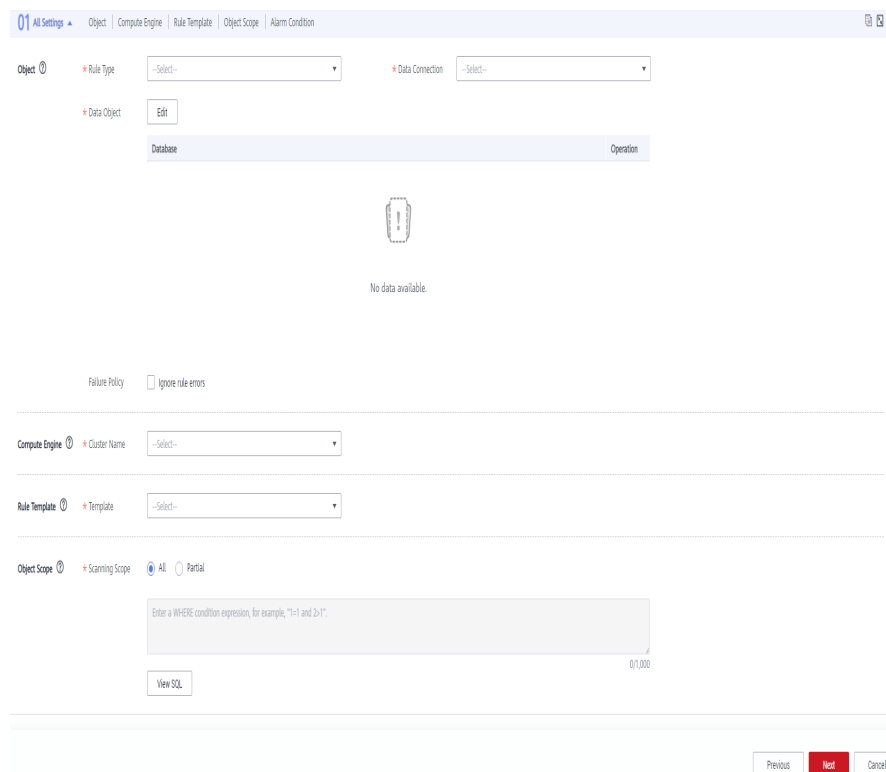 01 All Settings ▲ Object | Compute Engine | Rule Template | Object Scope | Alarm Condition
Object ? * Rule Type --Select-- * Data Connection --Select--
* Data Object Edit
Database Operation
!
No data available.
Failure Policy Ignore rule errors
Compute Engine ? * Cluster Name --Select--
Rule Template ? * Template --Select--
Object Scope ? * Scanning Scope All Partial
Enter a WHERE condition expression, for example, "1=1 and 2>1".
0/1,000
View SQL
Previous Next Cancel